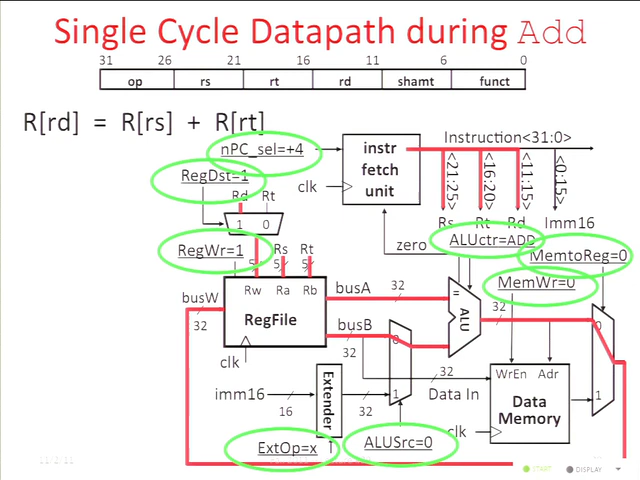 Single Cycle Datapath during Add
31 26 21 16 11 6 0
op rs rt rd shamt funct
R[rd] = R[rs] + R[rt]
nPC_sel=+4
instr fetch unit
Instruction<31:0>
clk
<21:25>
<16:20>
<11:15>
<0:15>
Rs Rt Rd Imm16
RegDst=1
Rd Rt
1 0
zero
ALUctr=ADD
MemtoReg=0
RegWr=1
Rs Rt
5 5 5
MemWr=0
busW
32
Rw Ra Rb
RegFile
busA
32
busB
32
clk
=
ALU
32
0
0
1
imm16
16
Extender
32
1
32
Data In
clk
WrEn Adr
Data
Memory
ExtOp=x
ALUSrc=0
START
DISPLAY